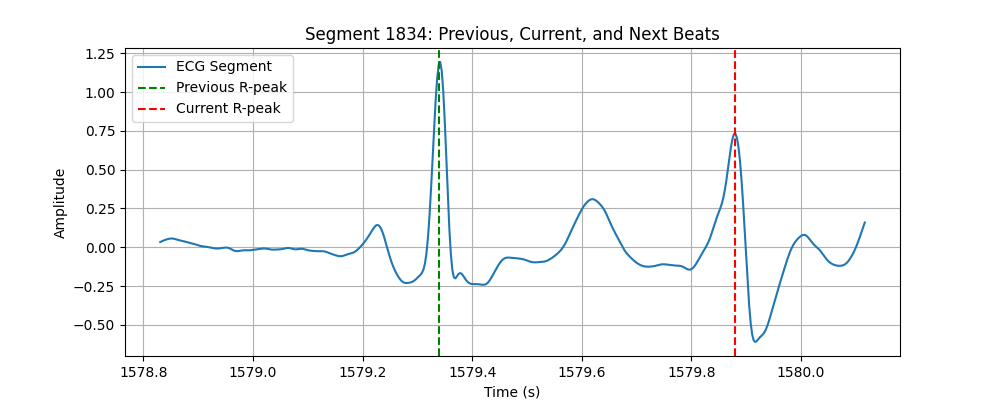 Segment 1834: Previous, Current, and Next Beats
ECG Segment
Previous R-peak
Current R-peak
Amplitude
1.25
1.00
0.75
0.50
0.25
0.00
−0.25
−0.50
1578.8 1579.0 1579.2 1579.4 1579.6 1579.8 1580.0
Time (s)